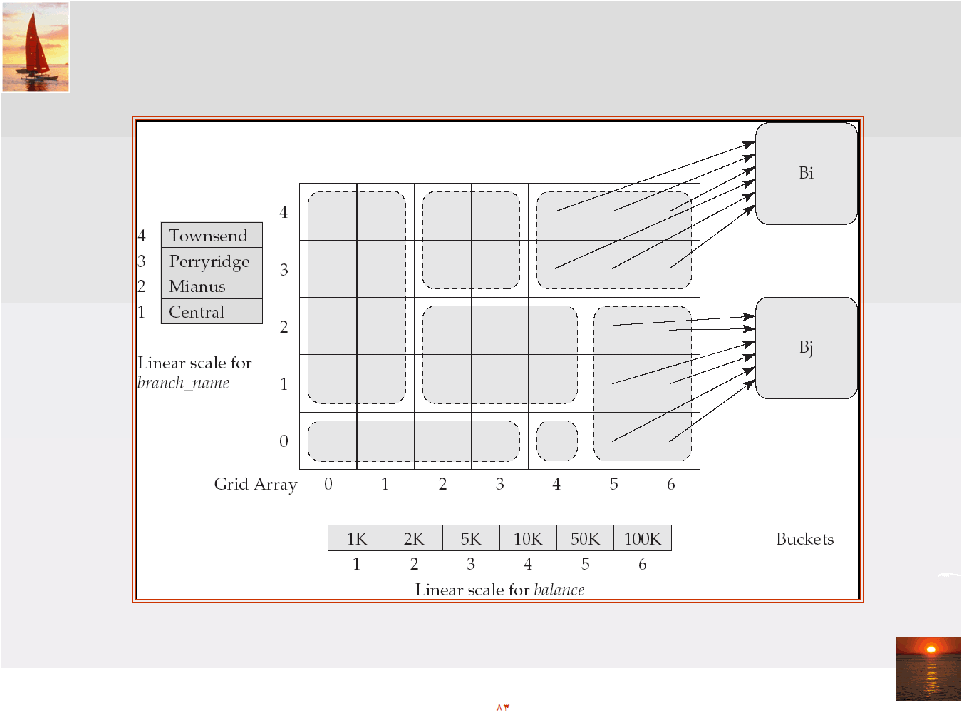 Bi
4
4 Townsend
3 Perryridge
3
2 Mianus
1 Central
2
Bj
Linear scale for
branch_name
1
0
Grid Array 0 1 2 3 4 5 6
1K 2K 5K 10K 50K 100K
Buckets
1 2 3 4 5 6
Linear scale for balance
۸۳